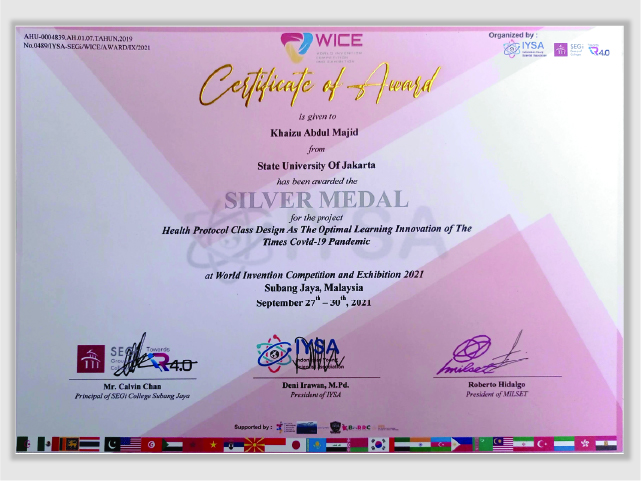 AHU-0004839.AH.01.07.TAHUN.2019
No.0489/IYSA-SEGi/WICE/AWARD/IX/2021
Organized by :
WICE
IYSA
SEGi
R4.0
Certificate of Award
is given to
Khaizu Abdul Majid
from
State University Of Jakarta
has been awarded the
SILVER MEDAL
for the project
Health Protocol Class Design As The Optimal Learning Innovation of The
Times Covid-19 Pandemic
IYSA
at World Invention Competition and Exhibition 2021
Subang Jaya, Malaysia
September 27th – 30th, 2021
SEGi
Towards
R4.0
IYSA
milset
Mr. Calvin Chan
Principal of SEGi College Subang Jaya
Deni Irawan, M.Pd.
President of IYSA
Roberto Hidalgo
President of MILSET
Supported by :